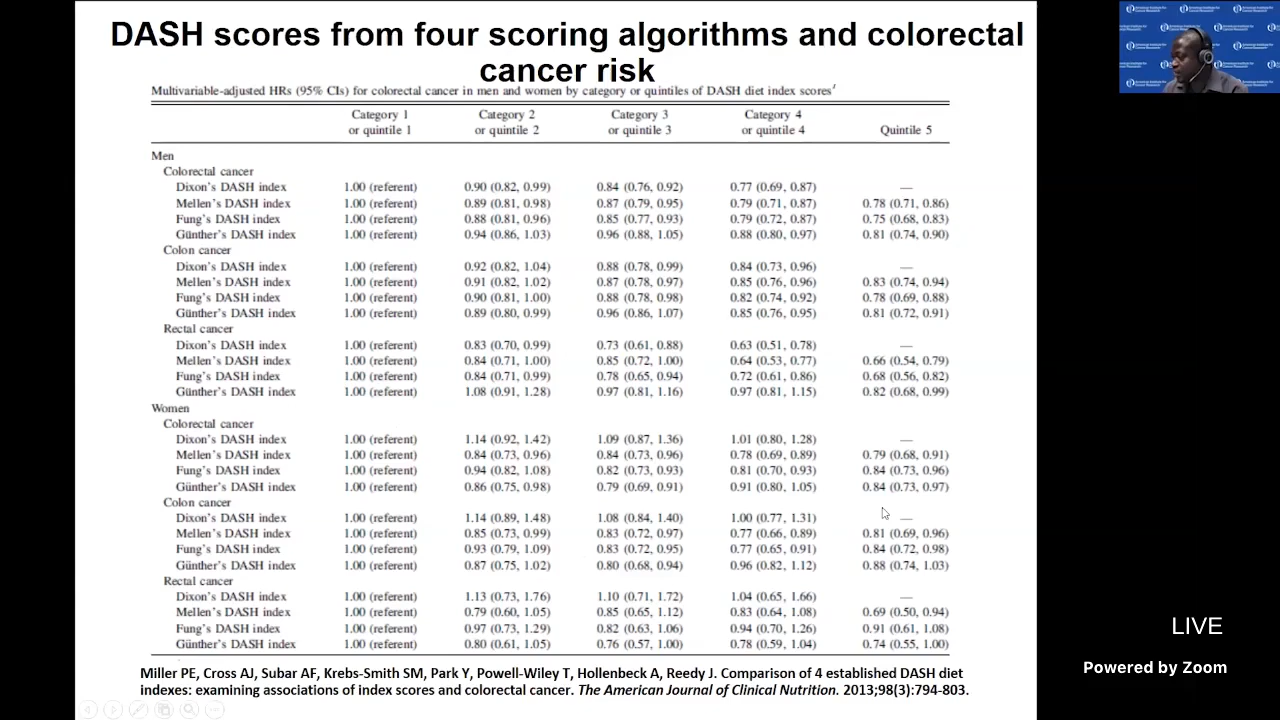 DASH scores from four scoring algorithms and colorectal
cancer risk
Multivariable-adjusted HRs (95% CIs) for colorectal cancer in men and women by category or quintiles of DASH diet index scores¹
Category 1 Category 2 Category 3 Category 4
or quintile 1 or quintile 2 or quintile 3 or quintile 4 Quintile 5
Men
Colorectal cancer
Dixon's DASH index 1.00 (referent) 0.90 (0.82, 0.99) 0.84 (0.76, 0.92) 0.77 (0.69, 0.87) —
Mellen's DASH index 1.00 (referent) 0.89 (0.81, 0.98) 0.87 (0.79, 0.95) 0.79 (0.71, 0.87) 0.78 (0.71, 0.86)
Fung's DASH index 1.00 (referent) 0.88 (0.81, 0.96) 0.85 (0.77, 0.93) 0.79 (0.72, 0.87) 0.75 (0.68, 0.83)
Günther's DASH index 1.00 (referent) 0.94 (0.86, 1.03) 0.96 (0.88, 1.05) 0.88 (0.80, 0.97) 0.81 (0.74, 0.90)
Colon cancer
Dixon's DASH index 1.00 (referent) 0.92 (0.82, 1.04) 0.88 (0.78, 0.99) 0.84 (0.73, 0.96) —
Mellen's DASH index 1.00 (referent) 0.91 (0.82, 1.02) 0.87 (0.78, 0.97) 0.85 (0.76, 0.96) 0.83 (0.74, 0.94)
Fung's DASH index 1.00 (referent) 0.90 (0.81, 1.00) 0.88 (0.78, 0.98) 0.82 (0.74, 0.92) 0.78 (0.69, 0.88)
Günther's DASH index 1.00 (referent) 0.89 (0.80, 0.99) 0.96 (0.86, 1.07) 0.85 (0.76, 0.95) 0.81 (0.72, 0.91)
Rectal cancer
Dixon's DASH index 1.00 (referent) 0.83 (0.70, 0.99) 0.73 (0.61, 0.88) 0.63 (0.51, 0.78) —
Mellen's DASH index 1.00 (referent) 0.84 (0.71, 1.00) 0.85 (0.72, 1.00) 0.64 (0.53, 0.77) 0.66 (0.54, 0.79)
Fung's DASH index 1.00 (referent) 0.84 (0.71, 0.99) 0.78 (0.65, 0.94) 0.72 (0.61, 0.86) 0.68 (0.56, 0.82)
Günther's DASH index 1.00 (referent) 1.08 (0.91, 1.28) 0.97 (0.81, 1.16) 0.97 (0.81, 1.15) 0.82 (0.68, 0.99)
Women
Colorectal cancer
Dixon's DASH index 1.00 (referent) 1.14 (0.92, 1.42) 1.09 (0.87, 1.36) 1.01 (0.80, 1.28) —
Mellen's DASH index 1.00 (referent) 0.84 (0.73, 0.96) 0.84 (0.73, 0.96) 0.78 (0.69, 0.89) 0.79 (0.68, 0.91)
Fung's DASH index 1.00 (referent) 0.94 (0.82, 1.08) 0.82 (0.73, 0.93) 0.81 (0.70, 0.93) 0.84 (0.73, 0.96)
Günther's DASH index 1.00 (referent) 0.86 (0.75, 0.98) 0.79 (0.69, 0.91) 0.91 (0.80, 1.05) 0.84 (0.73, 0.97)
Colon cancer
Dixon's DASH index 1.00 (referent) 1.14 (0.89, 1.48) 1.08 (0.84, 1.40) 1.00 (0.77, 1.31) —
Mellen's DASH index 1.00 (referent) 0.85 (0.73, 0.99) 0.83 (0.72, 0.97) 0.77 (0.66, 0.89) 0.81 (0.69, 0.96)
Fung's DASH index 1.00 (referent) 0.93 (0.79, 1.09) 0.83 (0.72, 0.95) 0.77 (0.65, 0.91) 0.84 (0.72, 0.98)
Günther's DASH index 1.00 (referent) 0.87 (0.75, 1.02) 0.80 (0.68, 0.94) 0.96 (0.82, 1.12) 0.88 (0.74, 1.03)
Rectal cancer
Dixon's DASH index 1.00 (referent) 1.13 (0.73, 1.76) 1.10 (0.71, 1.72) 1.04 (0.65, 1.66) —
Mellen's DASH index 1.00 (referent) 0.79 (0.60, 1.05) 0.85 (0.65, 1.12) 0.83 (0.64, 1.08) 0.69 (0.50, 0.94)
Fung's DASH index 1.00 (referent) 0.97 (0.73, 1.29) 0.82 (0.63, 1.06) 0.94 (0.70, 1.26) 0.91 (0.61, 1.08)
Günther's DASH index 1.00 (referent) 0.80 (0.61, 1.05) 0.76 (0.57, 1.00) 0.78 (0.59, 1.04) 0.74 (0.55, 1.00)
Miller PE, Cross AJ, Subar AF, Krebs-Smith SM, Park Y, Powell-Wiley T, Hollenbeck A, Reedy J. Comparison of 4 established DASH diet
indexes: examining associations of index scores and colorectal cancer. The American Journal of Clinical Nutrition. 2013;98(3):794-803.
LIVE
Powered by Zoom